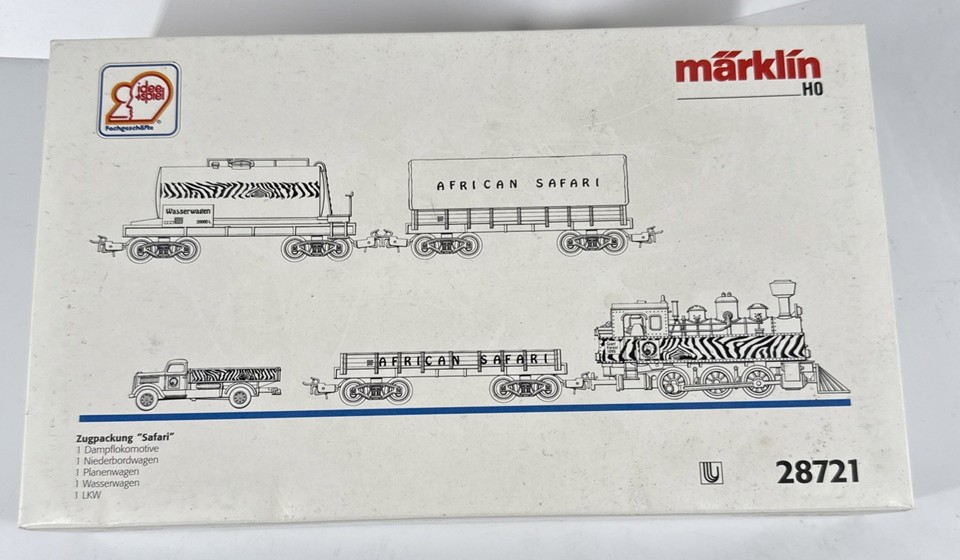 idee+spiel
Fachgeschäfte
märklin
H0
Wasserwagen
AFRICAN SAFARI
AFRICAN SAFARI
Zugpackung "Safari"
1 Dampflokomotive
1 Niederbordwagen
1 Planenwagen
1 Wasserwagen
1 LKW
28721